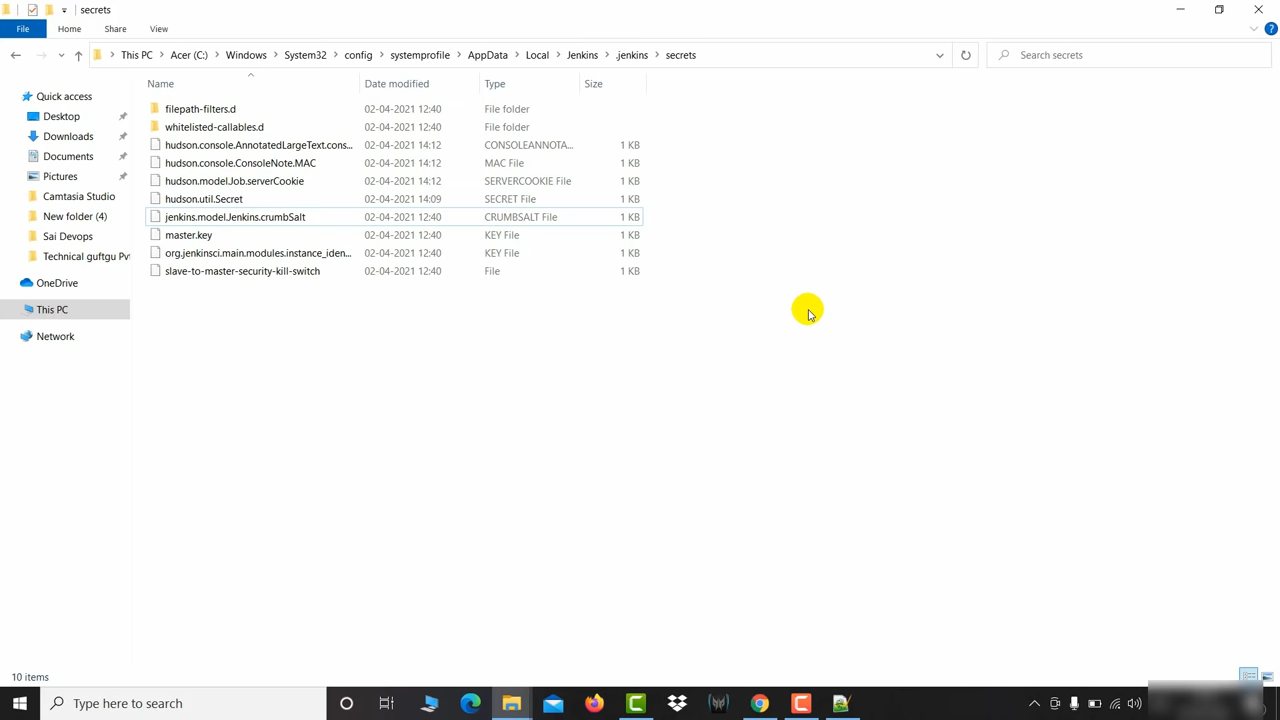 secrets
File Home Share View
This PC Acer (C:) Windows System32 config systemprofile AppData Local Jenkins .jenkins secrets
Search secrets
Name Date modified Type Size
Quick access
Desktop
Downloads
Documents
Pictures
Camtasia Studio
New folder (4)
Sai Devops
Technical guftgu Pvt
OneDrive
This PC
Network
filepath-filters.d 02-04-2021 12:40 File folder
whitelisted-callables.d 02-04-2021 12:40 File folder
hudson.console.AnnotatedLargeText.cons... 02-04-2021 14:12 CONSOLEANNOTA... 1 KB
hudson.console.ConsoleNote.MAC 02-04-2021 14:12 MAC File 1 KB
hudson.model.Job.serverCookie 02-04-2021 14:12 SERVERCOOKIE File 1 KB
hudson.util.Secret 02-04-2021 14:09 SECRET File 1 KB
jenkins.model.Jenkins.crumbSalt 02-04-2021 12:40 CRUMBSALT File 1 KB
master.key 02-04-2021 12:40 KEY File 1 KB
org.jenkinsci.main.modules.instance_iden... 02-04-2021 12:40 KEY File 1 KB
slave-to-master-security-kill-switch 02-04-2021 12:40 File 1 KB
10 items
Type here to search